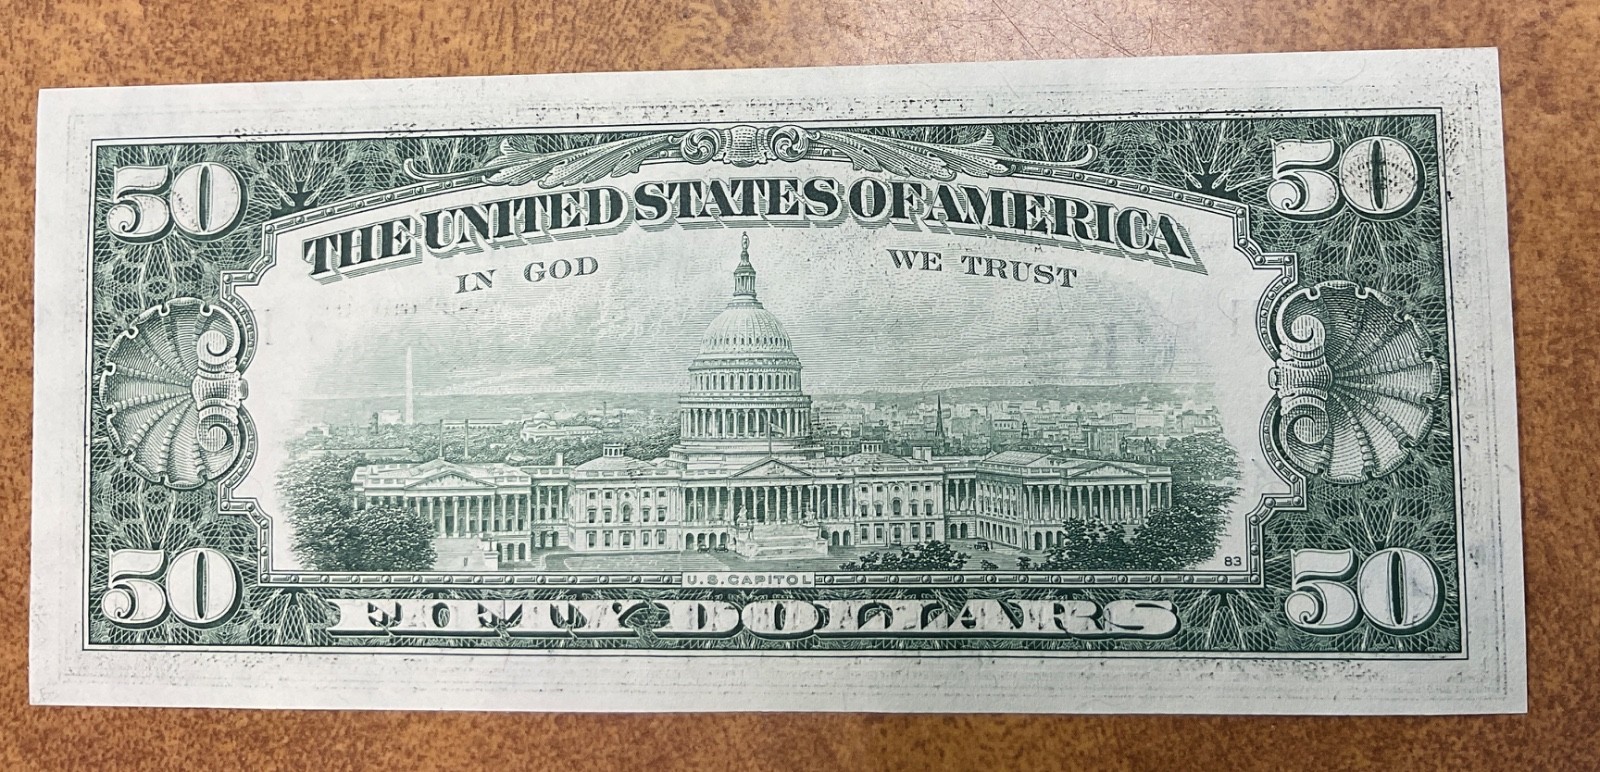 50 50
THE UNITED STATES OF AMERICA
IN GOD WE TRUST
83
U.S. CAPITOL
50 FIFTY DOLLARS 50